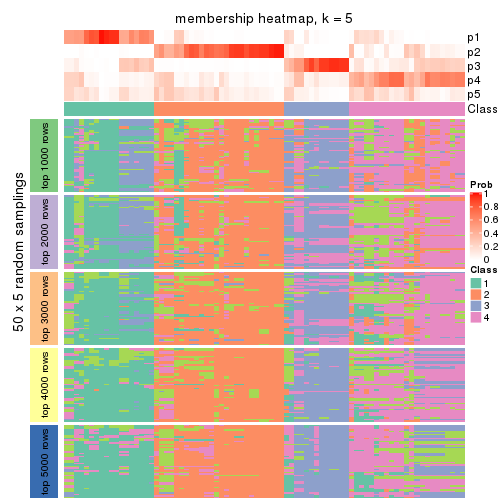 membership heatmap, k = 5
p1
p2
p3
p4
p5
Class
50 x 5 random samplings
top 1000 rows
top 2000 rows
top 3000 rows
top 4000 rows
top 5000 rows
Prob
1
0.8
0.6
0.4
0.2
0
Class
1
2
3
4